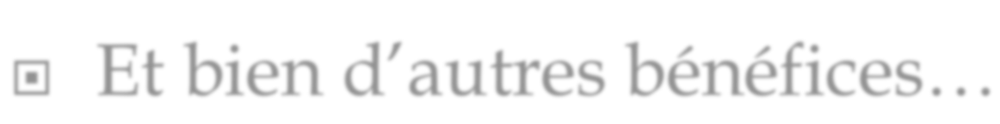 ▣ Et bien d’autres bénéfices…